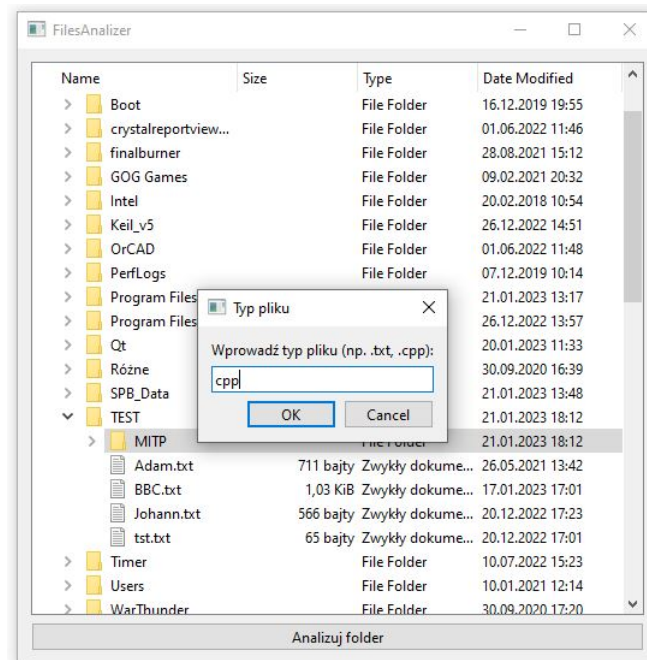 FilesAnalizer
Name Size Type Date Modified
Boot File Folder 16.12.2019 19:55
crystalreportview... File Folder 01.06.2022 11:46
finalburner File Folder 28.08.2021 15:12
GOG Games File Folder 09.02.2021 20:32
Intel File Folder 20.02.2018 10:54
Keil_v5 File Folder 26.12.2022 14:51
OrCAD File Folder 01.06.2022 11:48
PerfLogs File Folder 07.12.2019 10:14
Program Files 21.01.2023 13:17
Program Files 26.12.2022 13:57
Qt 20.01.2023 11:33
Różne 30.09.2020 16:39
SPB_Data 21.01.2023 13:48
TEST 21.01.2023 18:12
MITP File Folder 21.01.2023 18:12
Typ pliku
Wprowadź typ pliku (np. .txt, .cpp):
cpp
OK Cancel
Adam.txt 711 bajty Zwykły dokume... 26.05.2021 13:42
BBC.txt 1,03 KiB Zwykły dokume... 17.01.2023 17:01
Johann.txt 566 bajty Zwykły dokume... 20.12.2022 17:23
tst.txt 65 bajty Zwykły dokume... 20.12.2022 17:01
Timer File Folder 10.07.2022 15:23
Users File Folder 10.01.2021 12:14
WarThunder File Folder 30.09.2020 17:20
Analizuj folder